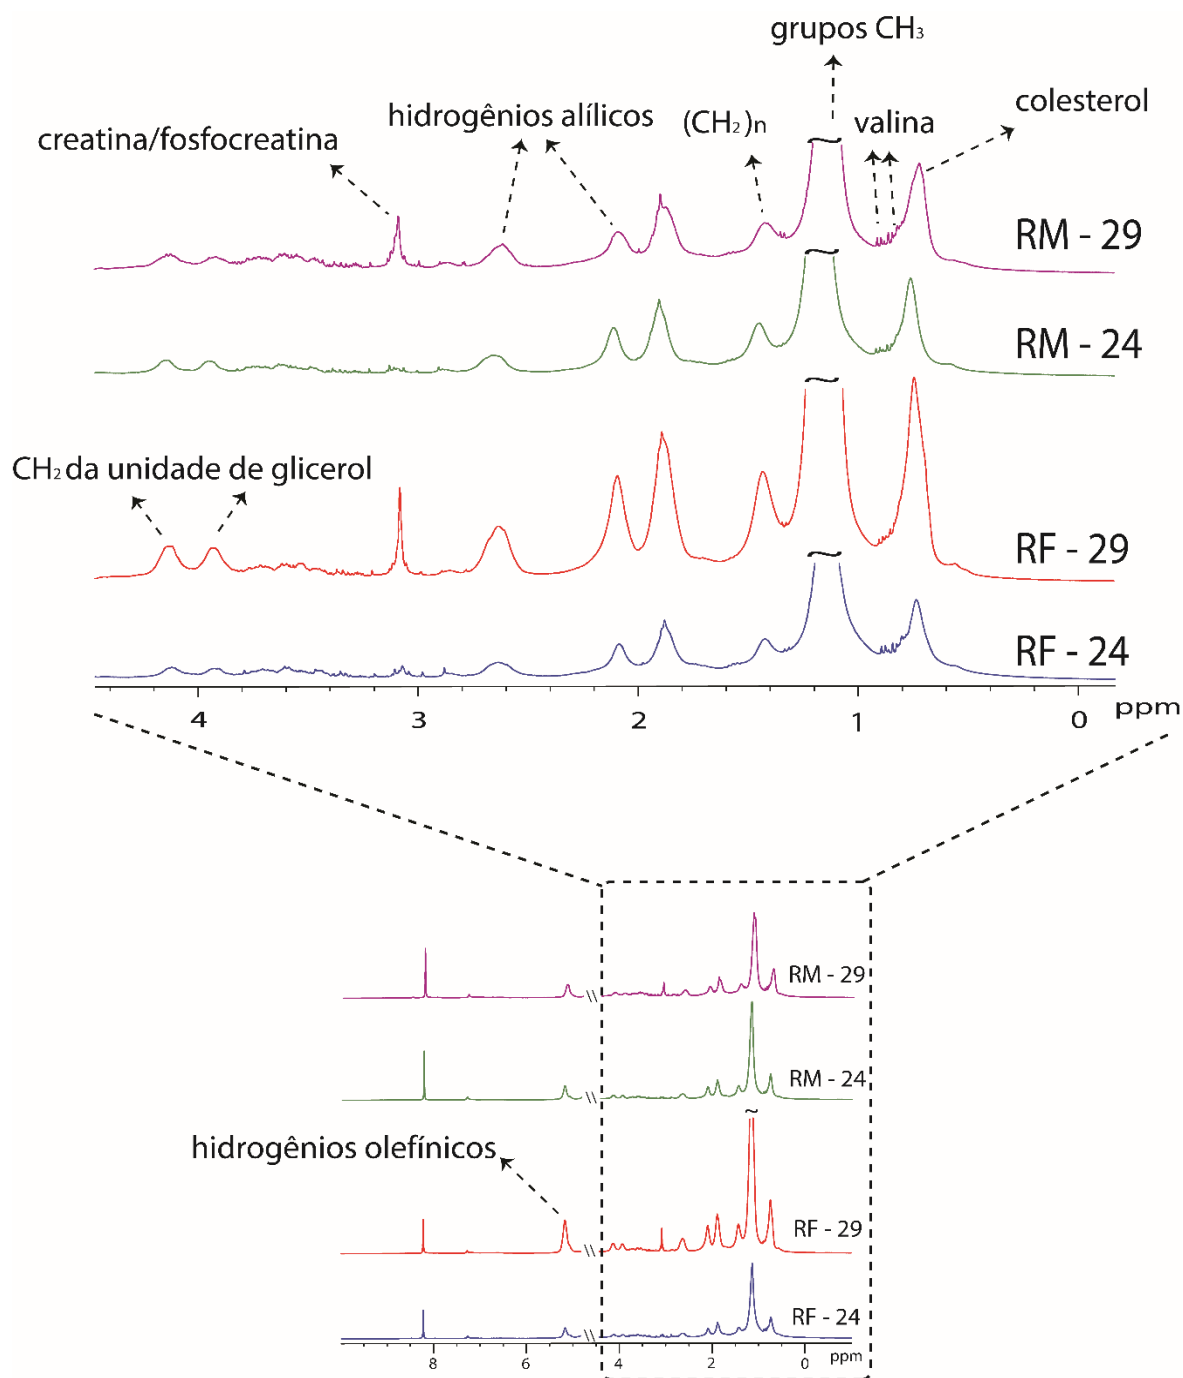 grupos CH₃
hidrogênios alílicos
(CH₂)n
valina
colesterol
creatina/fosfocreatina
RM - 29
RM - 24
CH₂ da unidade de glicerol
RF - 29
RF - 24
4 3 2 1 0 ppm
RM - 29
RM - 24
hidrogênios olefínicos
RF - 29
RF - 24
8 6 4 2 0 ppm